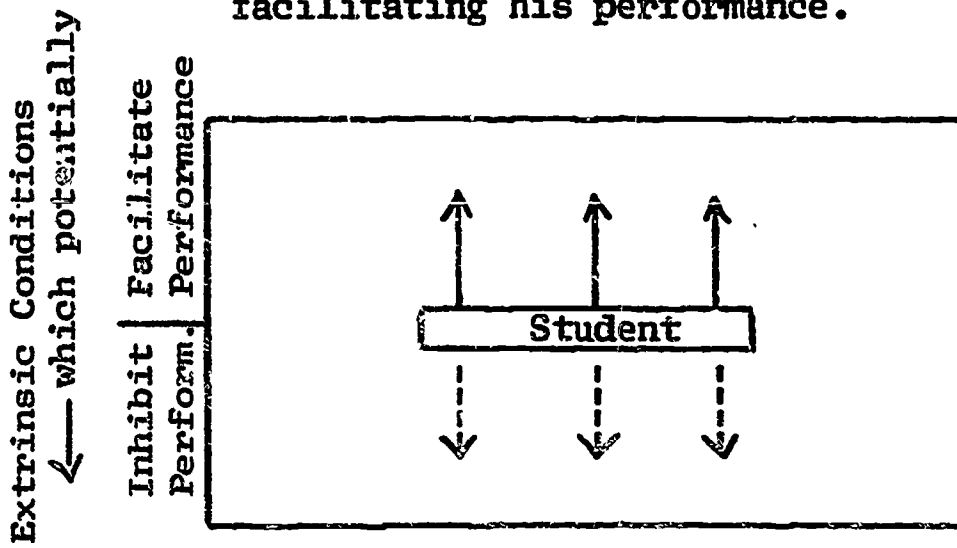 facilitating his performance.
Extrinsic Conditions
which potentially
Facilitate
Performance
Inhibit
Perform.
Student